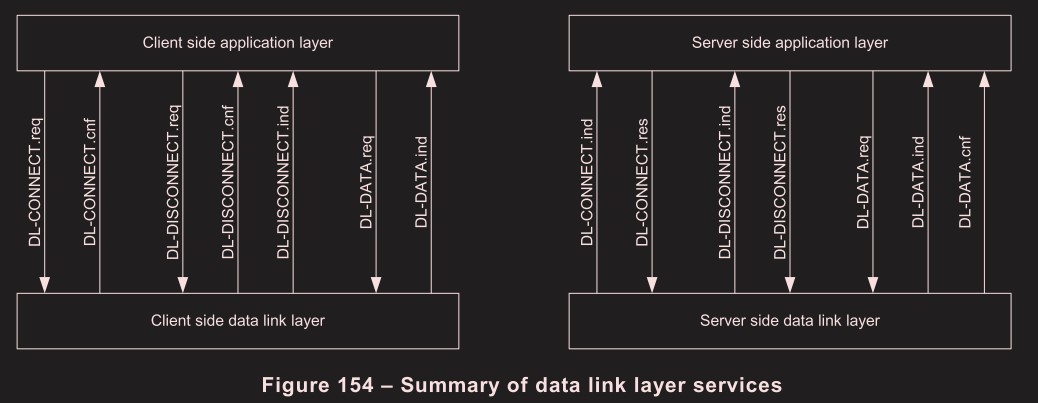 Client side application layer
Server side application layer
DL-CONNECT.req
DL-CONNECT.cnf
DL-DISCONNECT.req
DL-DISCONNECT.cnf
DL-DISCONNECT.ind
DL-DATA.req
DL-DATA.ind
DL-CONNECT.ind
DL-CONNECT.res
DL-DISCONNECT.ind
DL-DISCONNECT.res
DL-DATA.req
DL-DATA.ind
DL-DATA.cnf
Client side data link layer
Server side data link layer
Figure 154 – Summary of data link layer services